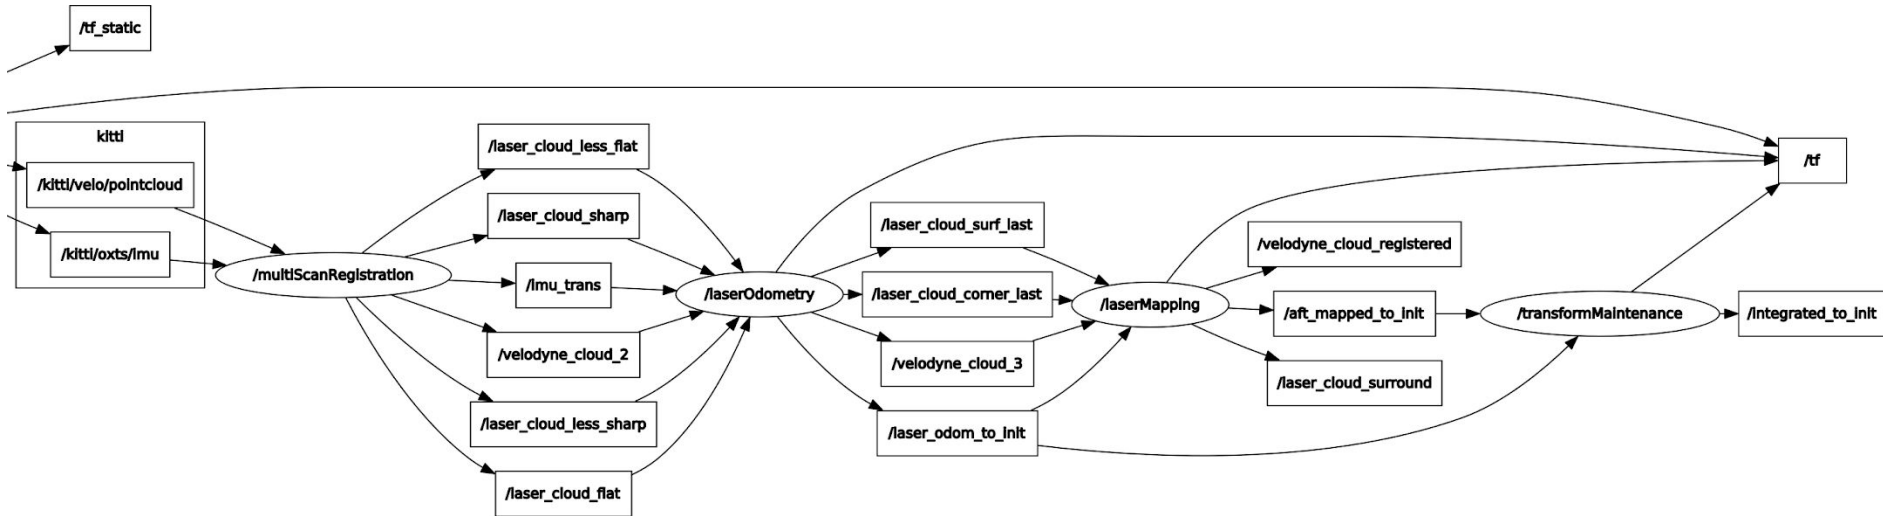 /tf_static
kitti
/kitti/velo/pointcloud
/kitti/oxts/imu
/multiScanRegistration
/laser_cloud_less_flat
/laser_cloud_sharp
/imu_trans
/velodyne_cloud_2
/laser_cloud_less_sharp
/laser_cloud_flat
/laserOdometry
/laser_cloud_surf_last
/laser_cloud_corner_last
/velodyne_cloud_3
/laser_odom_to_init
/laserMapping
/velodyne_cloud_registered
/aft_mapped_to_init
/laser_cloud_surround
/transformMaintenance
/tf
/integrated_to_init